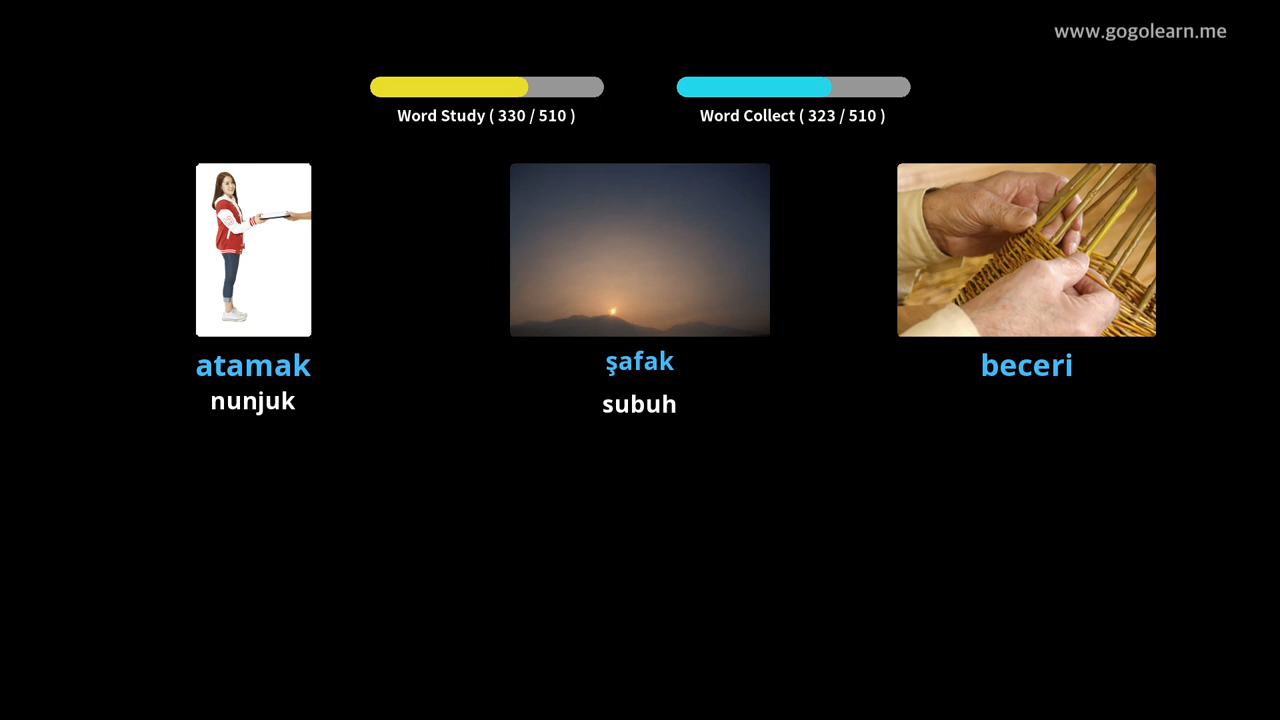 www.gogolearn.me
Word Study ( 330 / 510 )
Word Collect ( 323 / 510 )
atamak
nunjuk
şafak
subuh
beceri